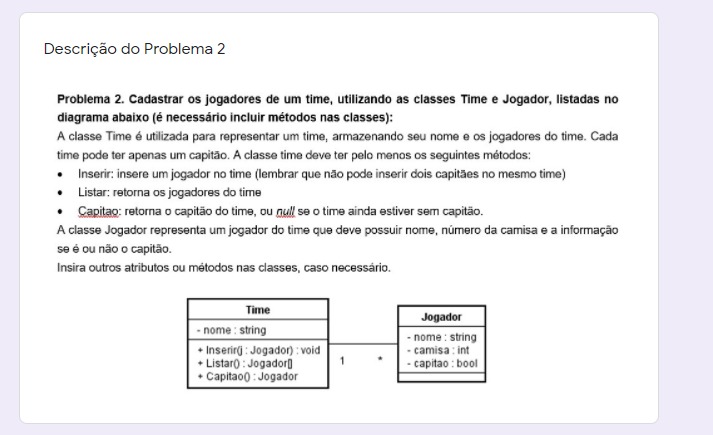 Descrição do Problema 2
Problema 2. Cadastrar os jogadores de um time, utilizando as classes Time e Jogador, listadas no
diagrama abaixo (é necessário incluir métodos nas classes):
A classe Time é utilizada para representar um time, armazenando seu nome e os jogadores do time. Cada
time pode ter apenas um capitão. A classe time deve ter pelo menos os seguintes métodos:
• Inserir: insere um jogador no time (lembrar que não pode inserir dois capitães no mesmo time)
• Listar: retorna os jogadores do time
• Capitao: retorna o capitão do time, ou null se o time ainda estiver sem capitão.
A classe Jogador representa um jogador do time que deve possuir nome, número da camisa e a informação
se é ou não o capitão.
Insira outros atributos ou métodos nas classes, caso necessário.
Time
- nome : string
+ Inserir(j : Jogador) : void
+ Listar() : Jogador[]
+ Capitao() : Jogador
1 *
Jogador
- nome : string
- camisa : int
- capitao : bool